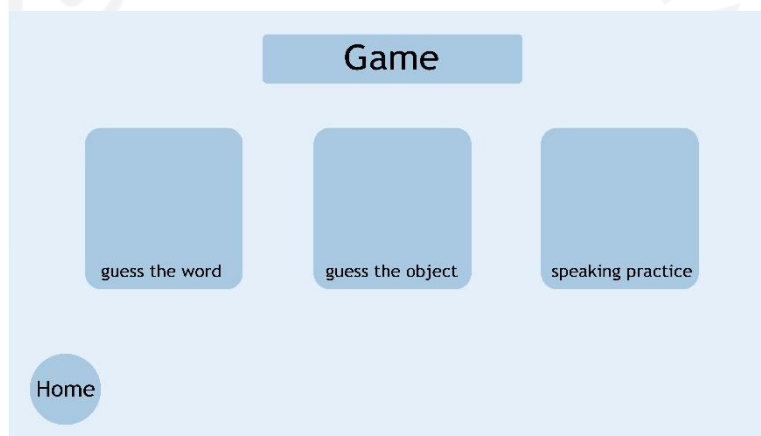 Game
guess the word
guess the object
speaking practice
Home